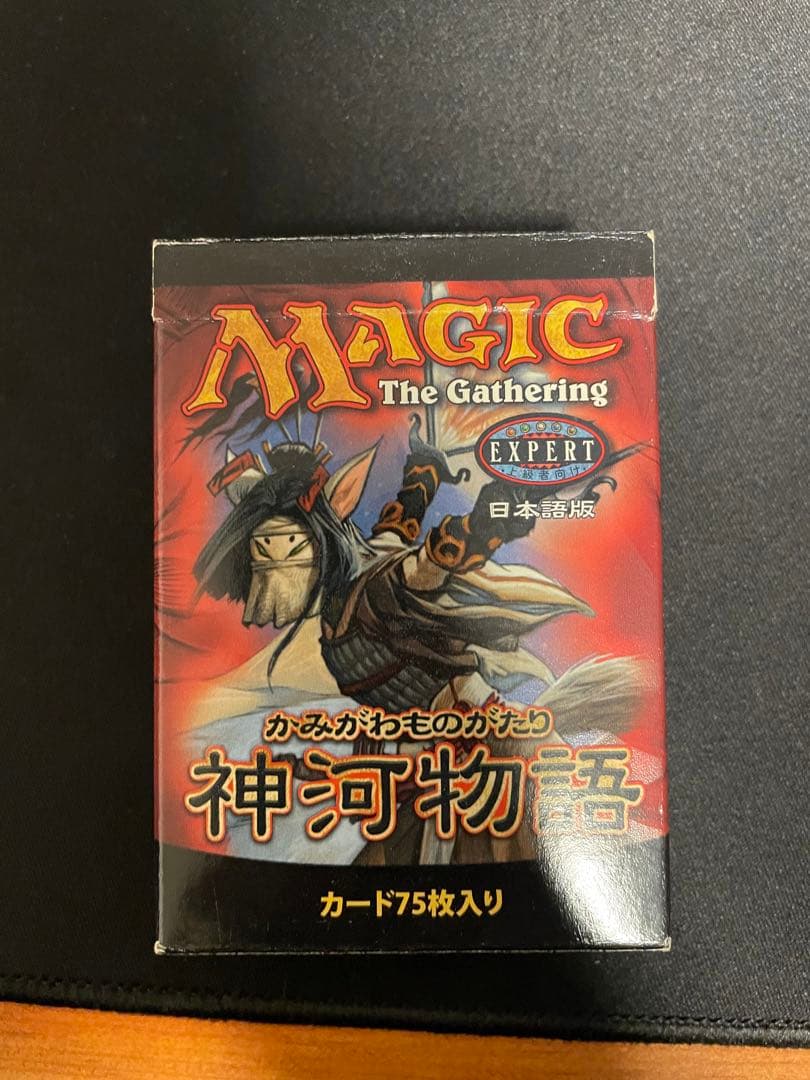 MAGIC
The Gathering
EXPERT
上級者向け
日本語版
かみがわものがたり
神河物語
カード75枚入り